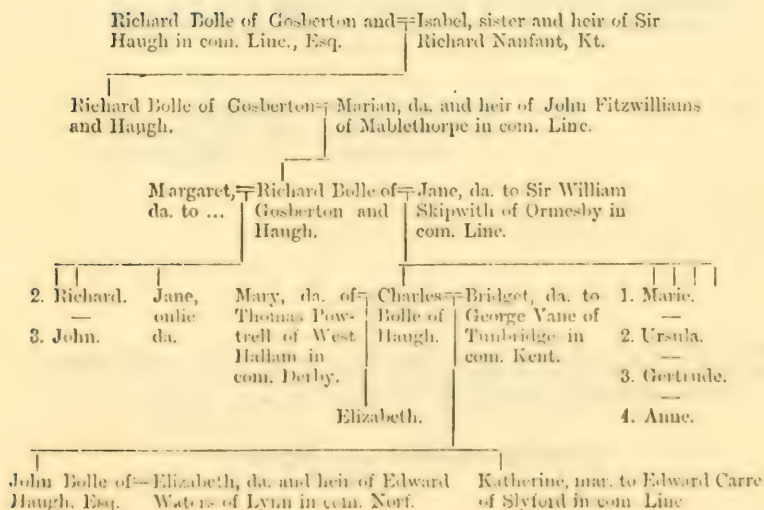 Richard Bolle of Gosberton and Isabel, sister and heir of Sir
Haugh in com. Linc., Esq. Richard Nanfant, Kt.
Richard Bolle of Gosberton Marian, da. and heir of John Fitzwilliams
and Haugh. of Mablethorpe in com. Linc.
Margaret, Richard Bolle of Jane, da. to Sir William
da. to ... Gosberton and Skipwith of Ormesby in
Haugh. com. Linc.
2. Richard. Jane, Mary, da. of Charles Bridget, da. to 1. Marie.
— onlie Thomas Pow- Bolle of George Vane of —
3. John. da. trell of West Haugh. Tunbridge in 2. Ursula.
Hallam in com. Kent. —
com. Derby. 3. Gertrude.
—
Elizabeth. 4. Anne.
John Bolle of Elizabeth, da. and heir of Edward Katherine, mar. to Edward Carre
Haugh, Esq. Waters of Lynn in com. Norf. of Slyford in com Linc